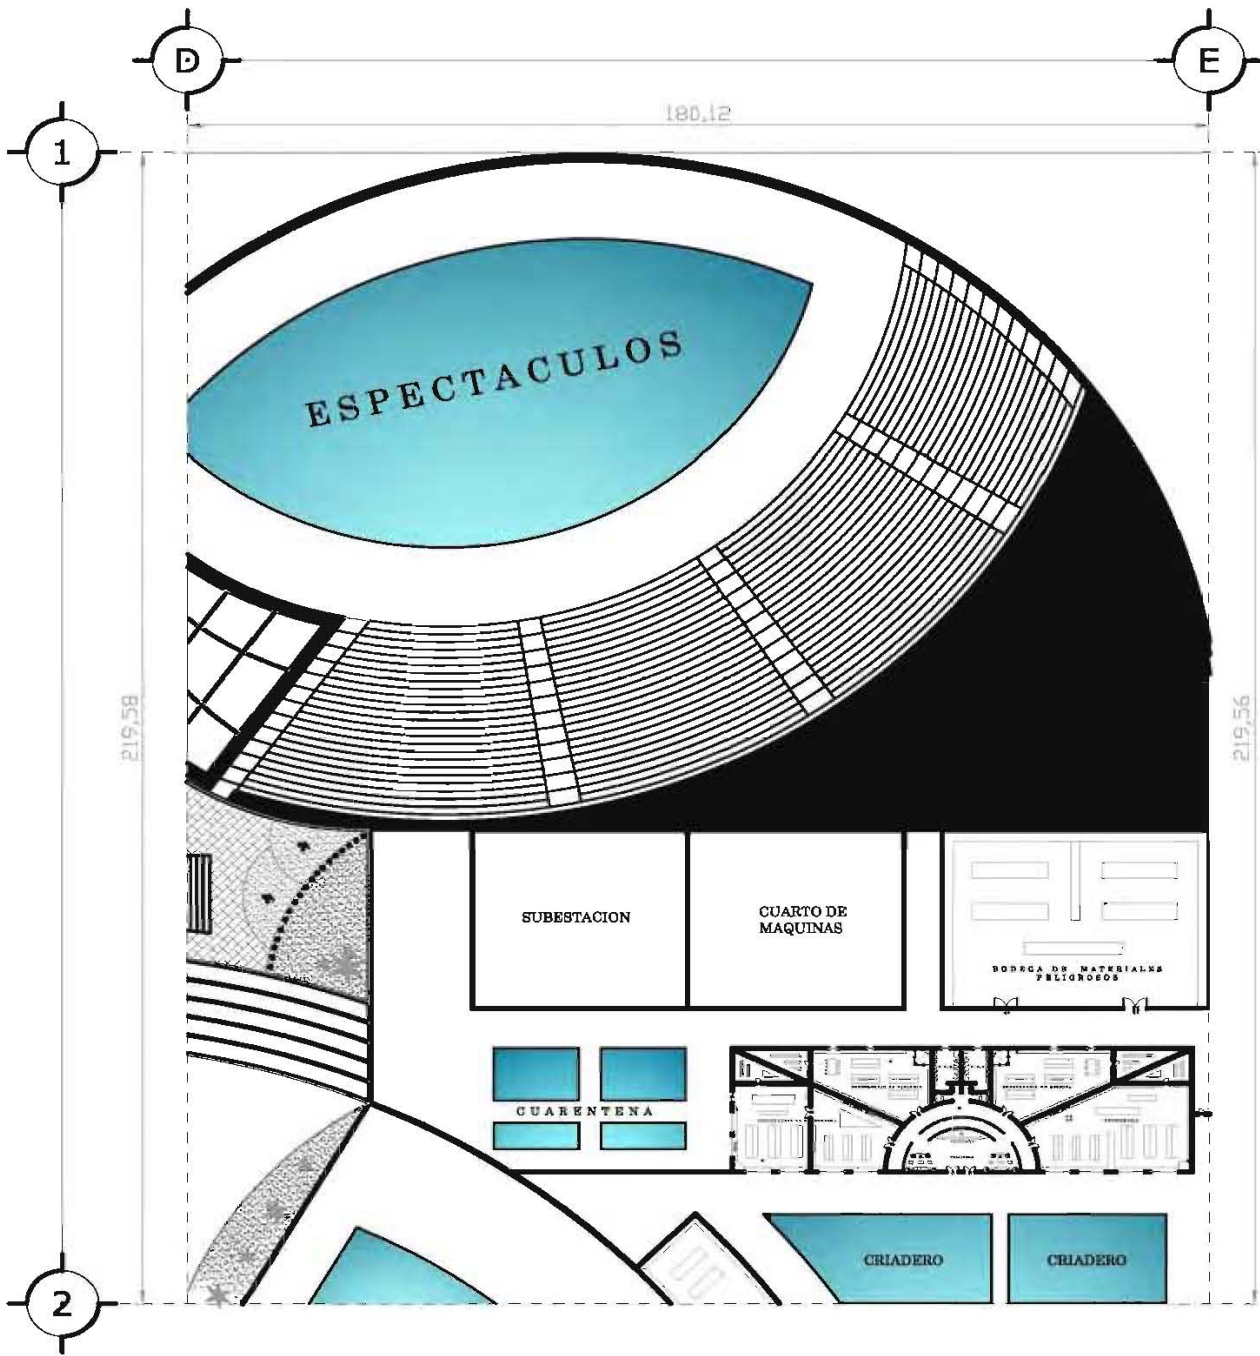 D
E
180,12
1
ESPECTACULOS
219,58
219,56
SUBESTACION
CUARTO DE
MAQUINAS
BODEGA DE MATERIALES
PELIGROSOS
CUARENTENA
CRIADERO
CRIADERO
2